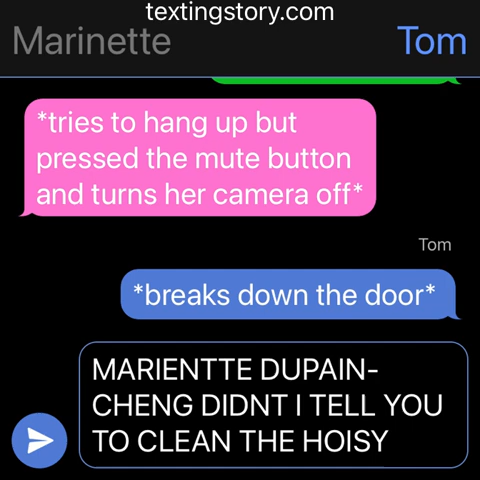 textingstory.com
Marinette
Tom
*tries to hang up but
pressed the mute button
and turns her camera off*
Tom
*breaks down the door*
MARIENTTE DUPAIN-
CHENG DIDNT I TELL YOU
TO CLEAN THE HOISY